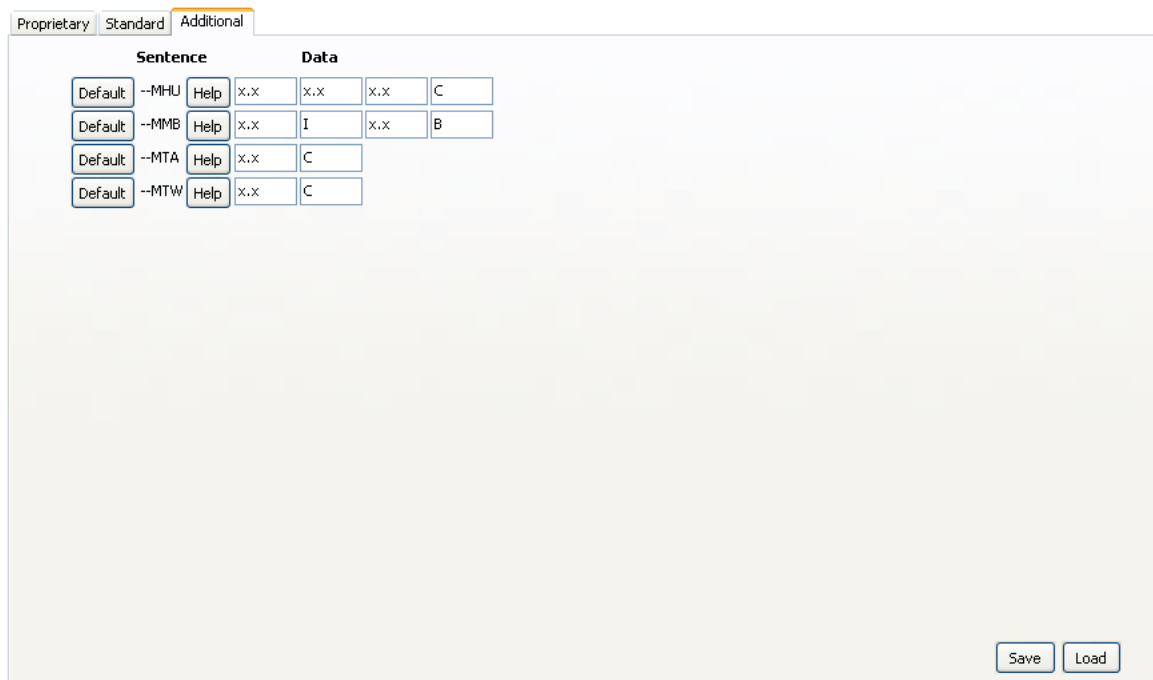 Proprietary Standard Additional
Sentence Data
Default --MHU Help x.x x.x x.x C
Default --MMB Help x.x I x.x B
Default --MTA Help x.x C
Default --MTW Help x.x C
Save Load